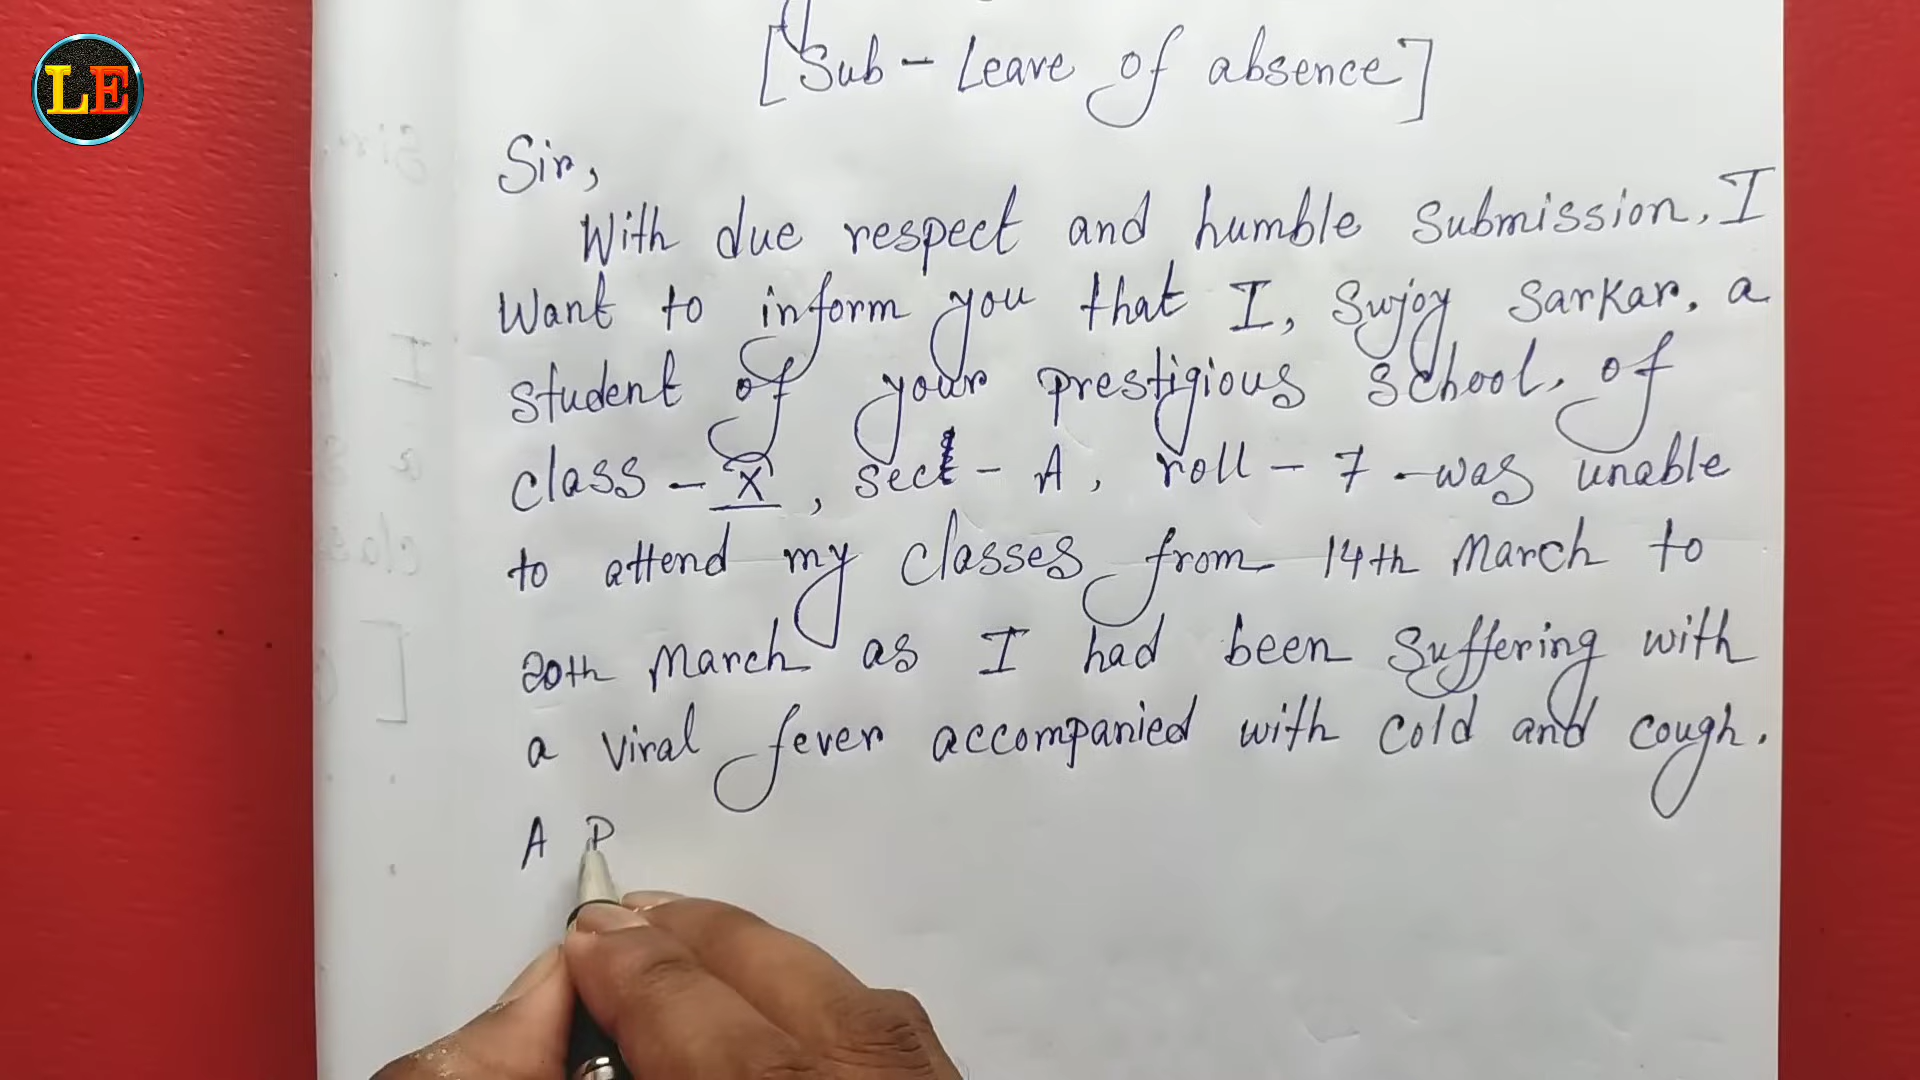 LE
[Sub - Leave of absence]
Sir,
With due respect and humble submission, I
want to inform you that I, Sujoy Sarkar, a
student of your prestigious school, of
class - X, sec - A, roll - 7 - was unable
to attend my classes from 14th March to
20th March as I had been suffering with
a viral fever accompanied with cold and cough.
A P